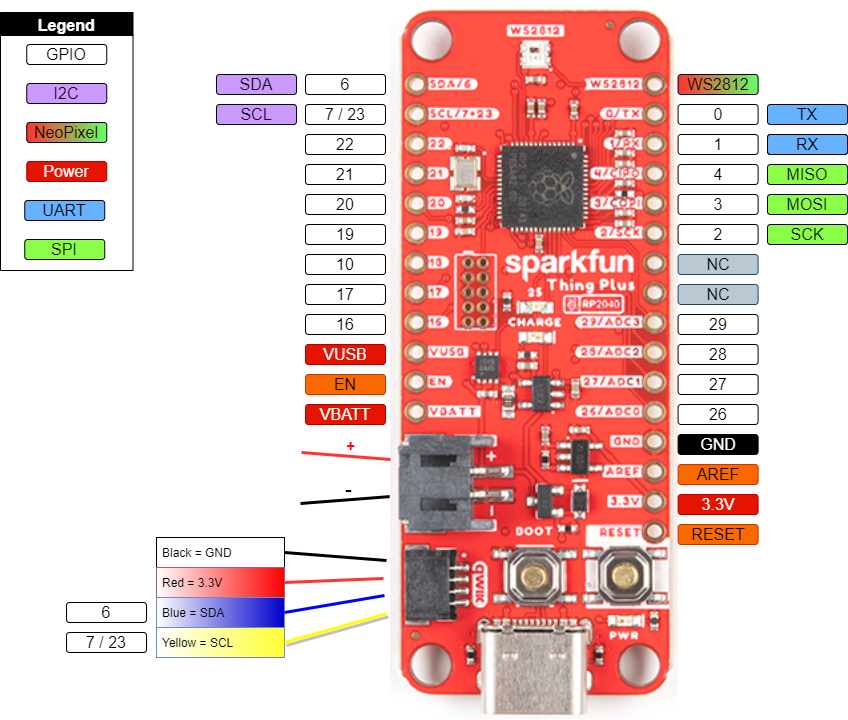 Legend
GPIO
I2C
NeoPixel
Power
UART
SPI
SDA 6
SCL 7 / 23
22
21
20
19
10
17
16
VUSB
EN
VBATT
+
-
Black = GND
Red = 3.3V
6 Blue = SDA
7 / 23 Yellow = SCL
WS2812
SDA/6
SCL/7+23
22
21
20
19
18
17
16
VUSB
EN
VBATT
WS2812
0/TX
1/RX
4/CIPO
3/COPI
2/SCK
sparkfun
Thing Plus
RP2040
25
CHARGE
29/ADC3
28/ADC2
27/ADC1
26/ADC0
GND
AREF
3.3V
RESET
+
-
BOOT
qwiic
PWR
WS2812
0 TX
1 RX
4 MISO
3 MOSI
2 SCK
NC
NC
29
28
27
26
GND
AREF
3.3V
RESET